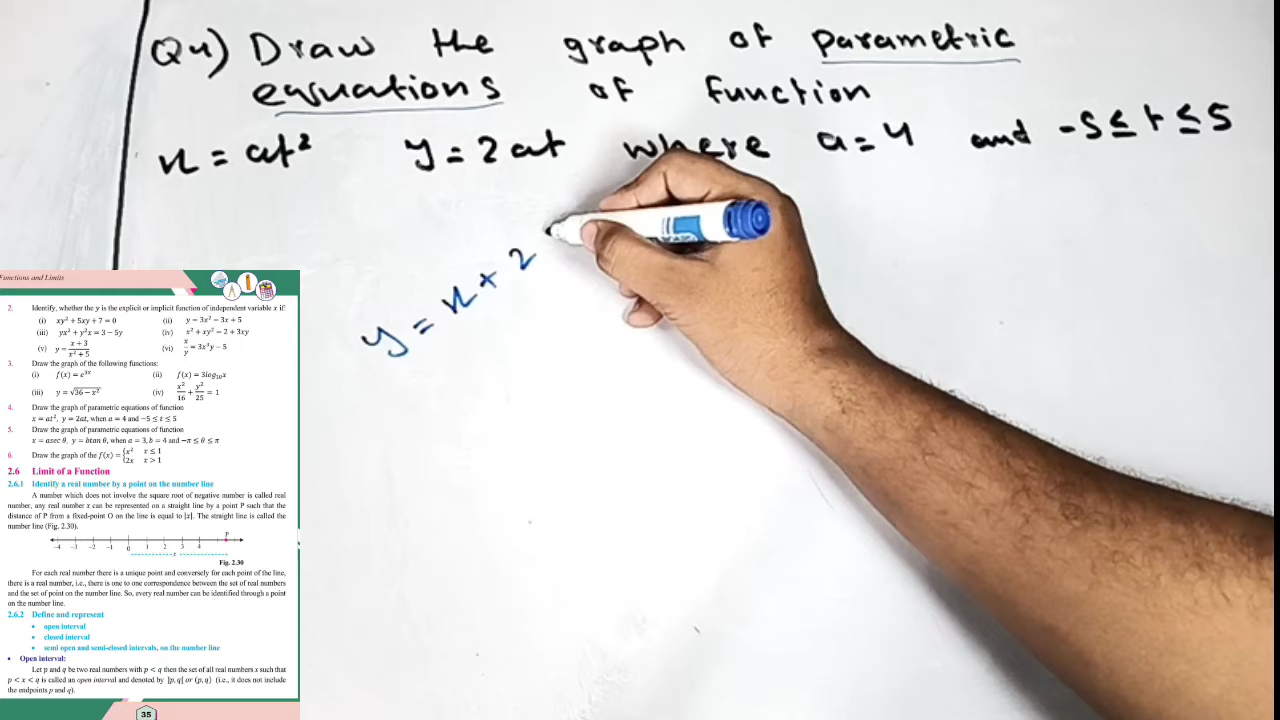 Q4) Draw the graph of parametric
equations of function
x = at² y = 2at where a = 4 and -5 ≤ t ≤ 5
y = x + 2
Functions and Limits
2. Identify, whether the y is the explicit or implicit function of independent variable x if:
(i) xy² + 5xy + 7 = 0 (ii) y = 3x² − 3x + 5
(iii) yx² + y²x = 3 − 5y (iv) x² + xy² − 2 + 3xy
(v) y = (x + 3)/(x² + 5) (vi) x/y = 3x³y − 5
3. Draw the graph of the following functions:
(i) f(x) = e³ˣ (ii) f(x) = 3log₁₀x
(iii) y = √(36 − x²) (iv) x²/16 + y²/25 = 1
4. Draw the graph of parametric equations of function
x = at², y = 2at, when a = 4 and −5 ≤ t ≤ 5
5. Draw the graph of parametric equations of function
x = asec θ, y = btan θ, when a = 3, b = 4 and −π ≤ θ ≤ π
6. Draw the graph of the f(x) = { x² x ≤ 1
2x x > 1
2.6 Limit of a Function
2.6.1 Identify a real number by a point on the number line
A number which does not involve the square root of negative number is called real
number, any real number x can be represented on a straight line by a point P such that the
distance of P from a fixed-point O on the line is equal to |x|. The straight line is called the
number line (Fig. 2.30).
P
−4 −3 −2 −1 0 1 2 3 4
x
Fig. 2.30
For each real number there is a unique point and conversely for each point of the line,
there is a real number, i.e., there is one to one correspondence between the set of real numbers
and the set of point on the number line. So, every real number can be identified through a point
on the number line.
2.6.2 Define and represent
• open interval
• closed interval
• semi open and semi-closed intervals, on the number line
• Open interval:
Let p and q be two real numbers with p < q then the set of all real numbers x such that
p < x < q is called an open interval and denoted by ]p, q[ or (p, q) (i.e., it does not include
the endpoints p and q).
35